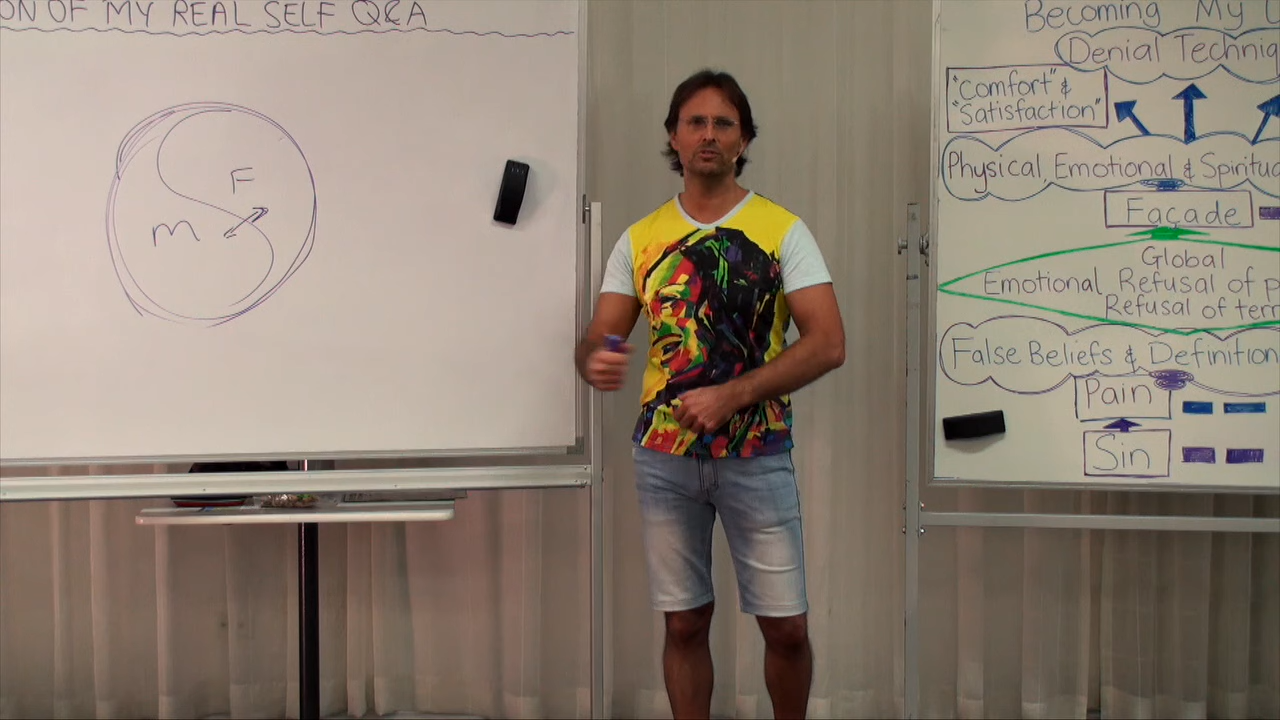 ON OF MY REAL SELF Q&A
F
M
Becoming My
Denial Techniq
"Comfort" &
"Satisfaction"
Physical, Emotional & Spiritua
Façade
Global
Emotional Refusal of p
Refusal of terr
False Beliefs & Definition
Pain
Sin